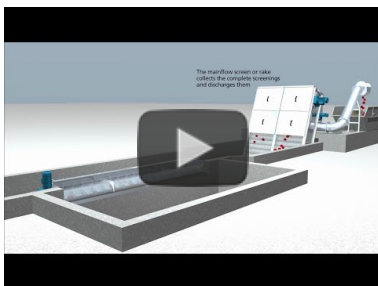 The mainflow screen or rake
collects the complete screenings
and discharges them